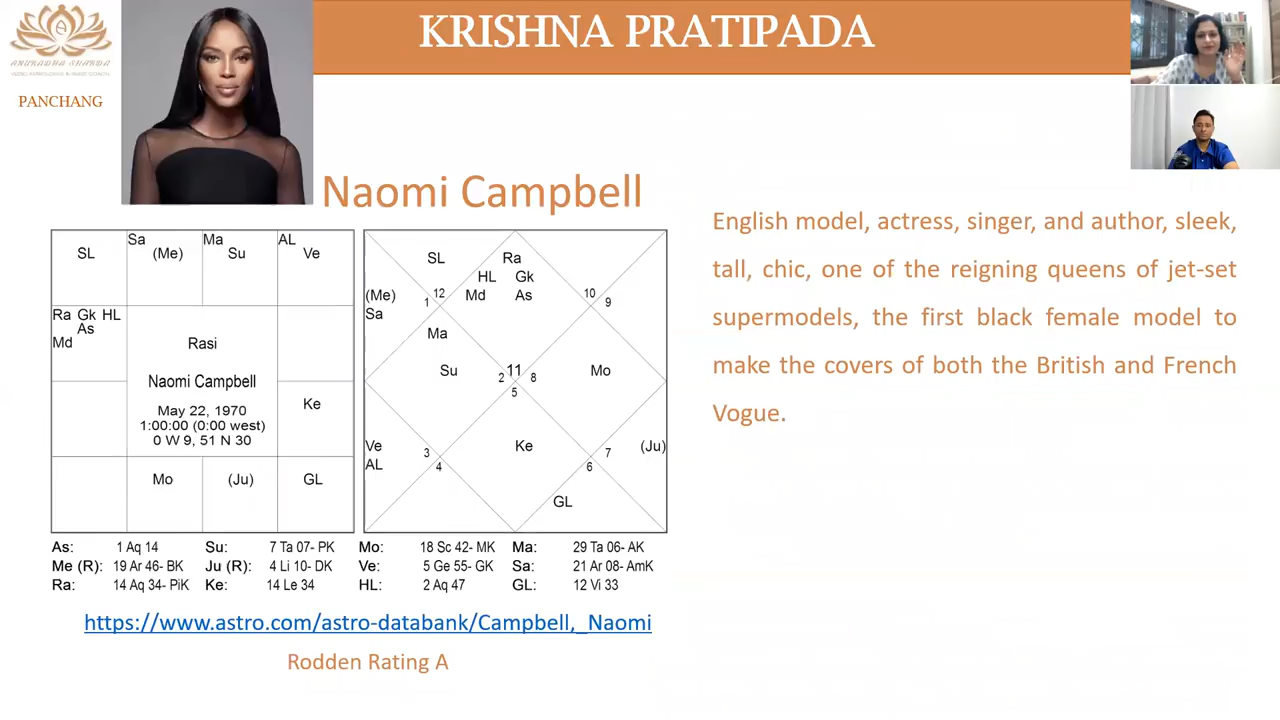 KRISHNA PRATIPADA
ANURADHA SHARDA
PANCHANG
Naomi Campbell
SL
Sa
(Me)
Ma
Su
AL
Ve
Ra Gk HL
As
Md
Rasi
Naomi Campbell
May 22, 1970
1:00:00 (0:00 west)
0 W 9, 51 N 30
Ke
Mo
(Ju)
GL
SL
Ra
HL Gk
Md As
(Me)
Sa
1 12
10 9
Ma
Su
2 11 8
5
Mo
Ve
AL
3
4
Ke
7
6
(Ju)
GL
As: 1 Aq 14 Su: 7 Ta 07- PK Mo: 18 Sc 42- MK Ma: 29 Ta 06- AK
Me (R): 19 Ar 46- BK Ju (R): 4 Li 10- DK Ve: 5 Ge 55- GK Sa: 21 Ar 08- AmK
Ra: 14 Aq 34- PiK Ke: 14 Le 34 HL: 2 Aq 47 GL: 12 Vi 33
https://www.astro.com/astro-databank/Campbell,_Naomi
Rodden Rating A
English model, actress, singer, and author, sleek,
tall, chic, one of the reigning queens of jet-set
supermodels, the first black female model to
make the covers of both the British and French
Vogue.